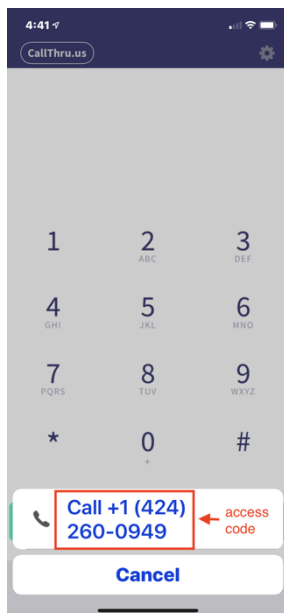 4:41
CallThru.us
1 2 3
ABC DEF
4 5 6
GHI JKL MNO
7 8 9
PQRS TUV WXYZ
* 0 #
+
Call +1 (424)
260-0949
access
code
Cancel